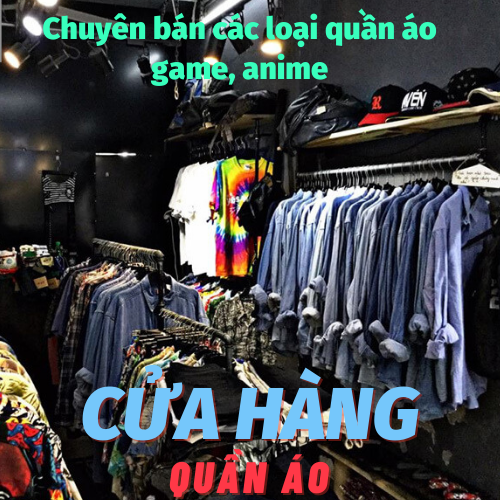 Chuyên bán các loại quần áo
game, anime
CỬA HÀNG
QUẦN ÁO